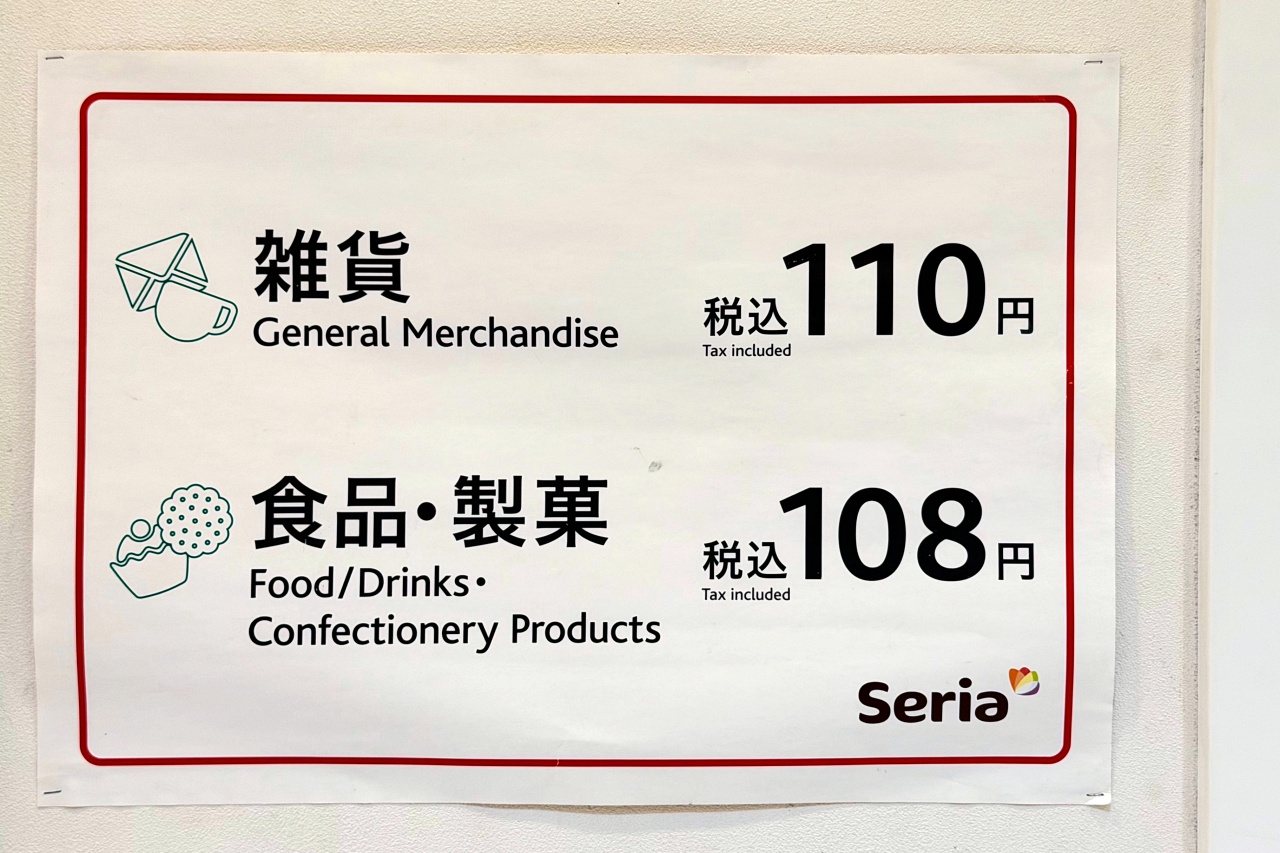 雑貨
General Merchandise
税込110円
Tax included
食品・製菓
Food/Drinks・
Confectionery Products
税込108円
Tax included
Seria